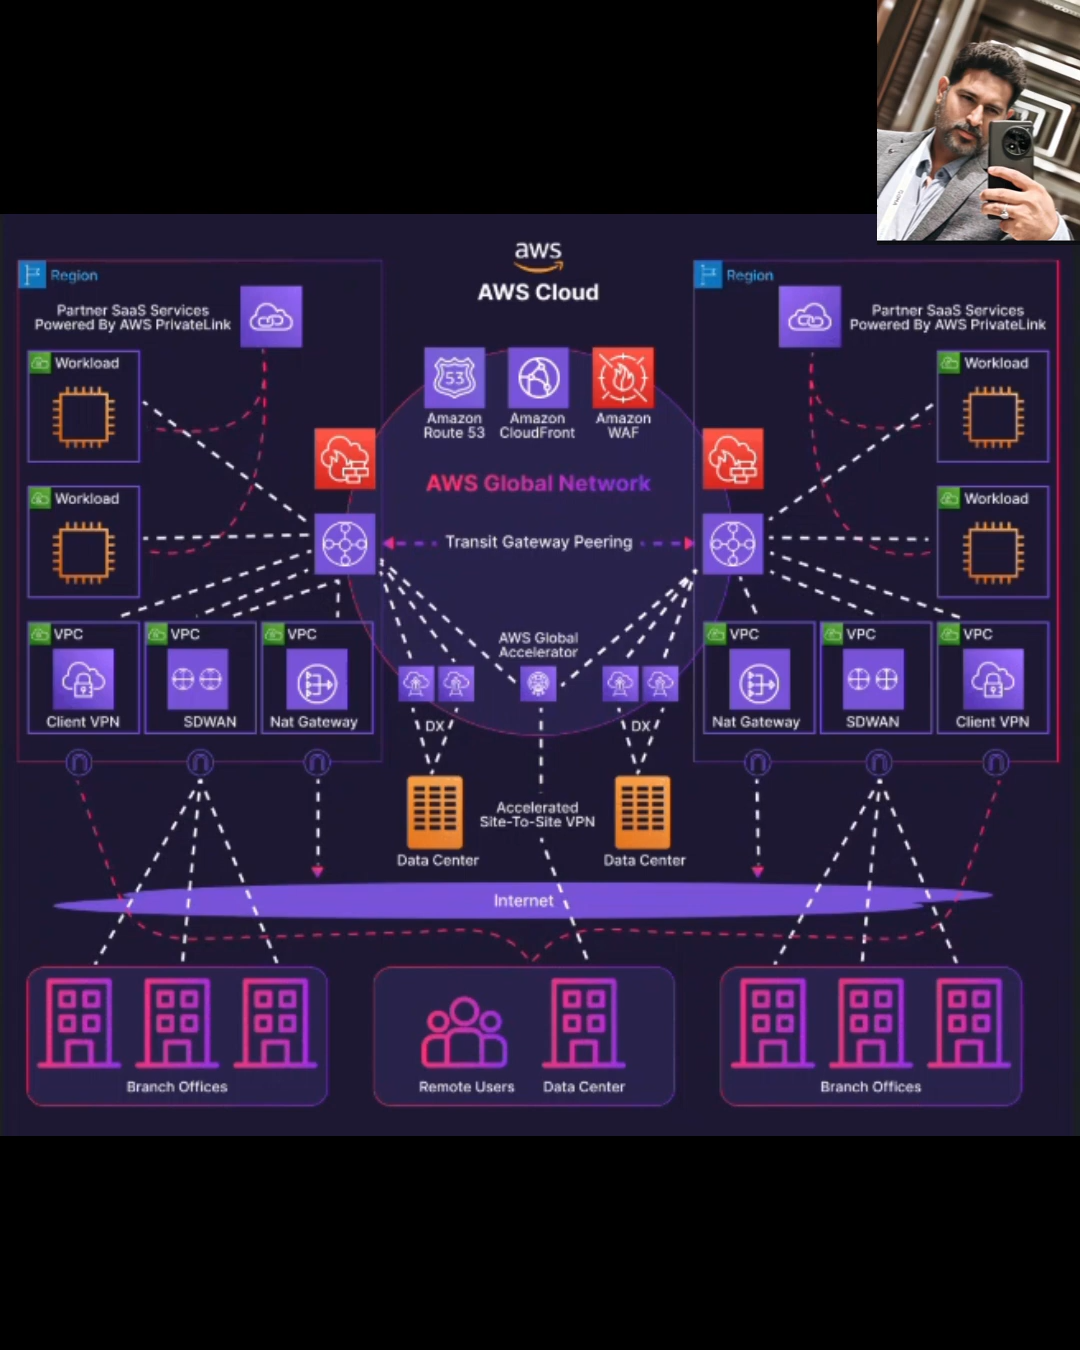 aws
AWS Cloud
Region
Partner SaaS Services
Powered By AWS PrivateLink
Workload
Workload
VPC
Client VPN
VPC
SDWAN
VPC
Nat Gateway
53
Amazon
Route 53
Amazon
CloudFront
Amazon
WAF
AWS Global Network
Transit Gateway Peering
AWS Global
Accelerator
DX
DX
Data Center
Accelerated
Site-To-Site VPN
Data Center
Region
Partner SaaS Services
Powered By AWS PrivateLink
Workload
Workload
VPC
Nat Gateway
VPC
SDWAN
VPC
Client VPN
Internet
Branch Offices
Remote Users
Data Center
Branch Offices